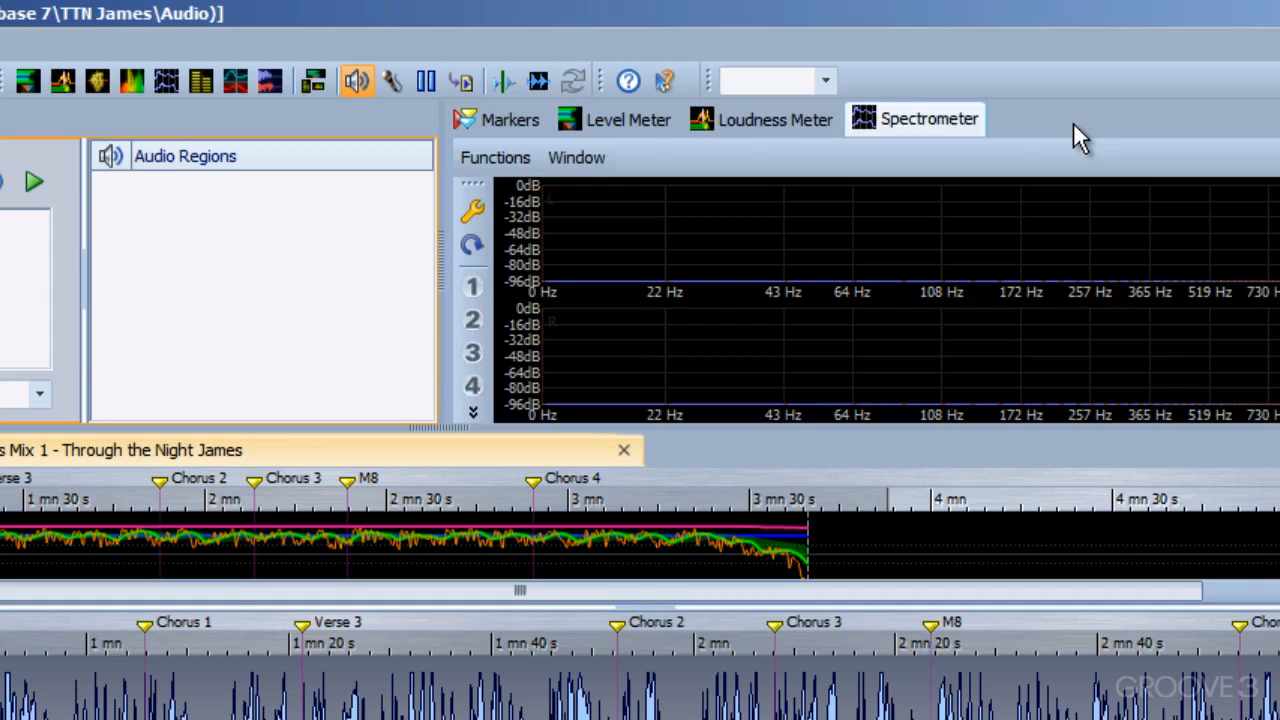 base 7\TTN James\Audio)]
Markers Level Meter Loudness Meter Spectrometer
Audio Regions
Functions Window
0dB
-16dB
-32dB
-48dB
-64dB
-80dB
-96dB
L
0 Hz 22 Hz 43 Hz 64 Hz 108 Hz 172 Hz 257 Hz 365 Hz 519 Hz 730 H
0dB
-16dB
-32dB
-48dB
-64dB
-80dB
-96dB
R
0 Hz 22 Hz 43 Hz 64 Hz 108 Hz 172 Hz 257 Hz 365 Hz 519 Hz 730 H
1
2
3
4
s Mix 1 - Through the Night James
erse 3 Chorus 2 Chorus 3 M8 Chorus 4
1 mn 30 s 2 mn 2 mn 30 s 3 mn 3 mn 30 s 4 mn 4 mn 30 s
Chorus 1 Verse 3 Chorus 2 Chorus 3 M8 Chor
1 mn 1 mn 20 s 1 mn 40 s 2 mn 2 mn 20 s 2 mn 40 s
GROOVE 3